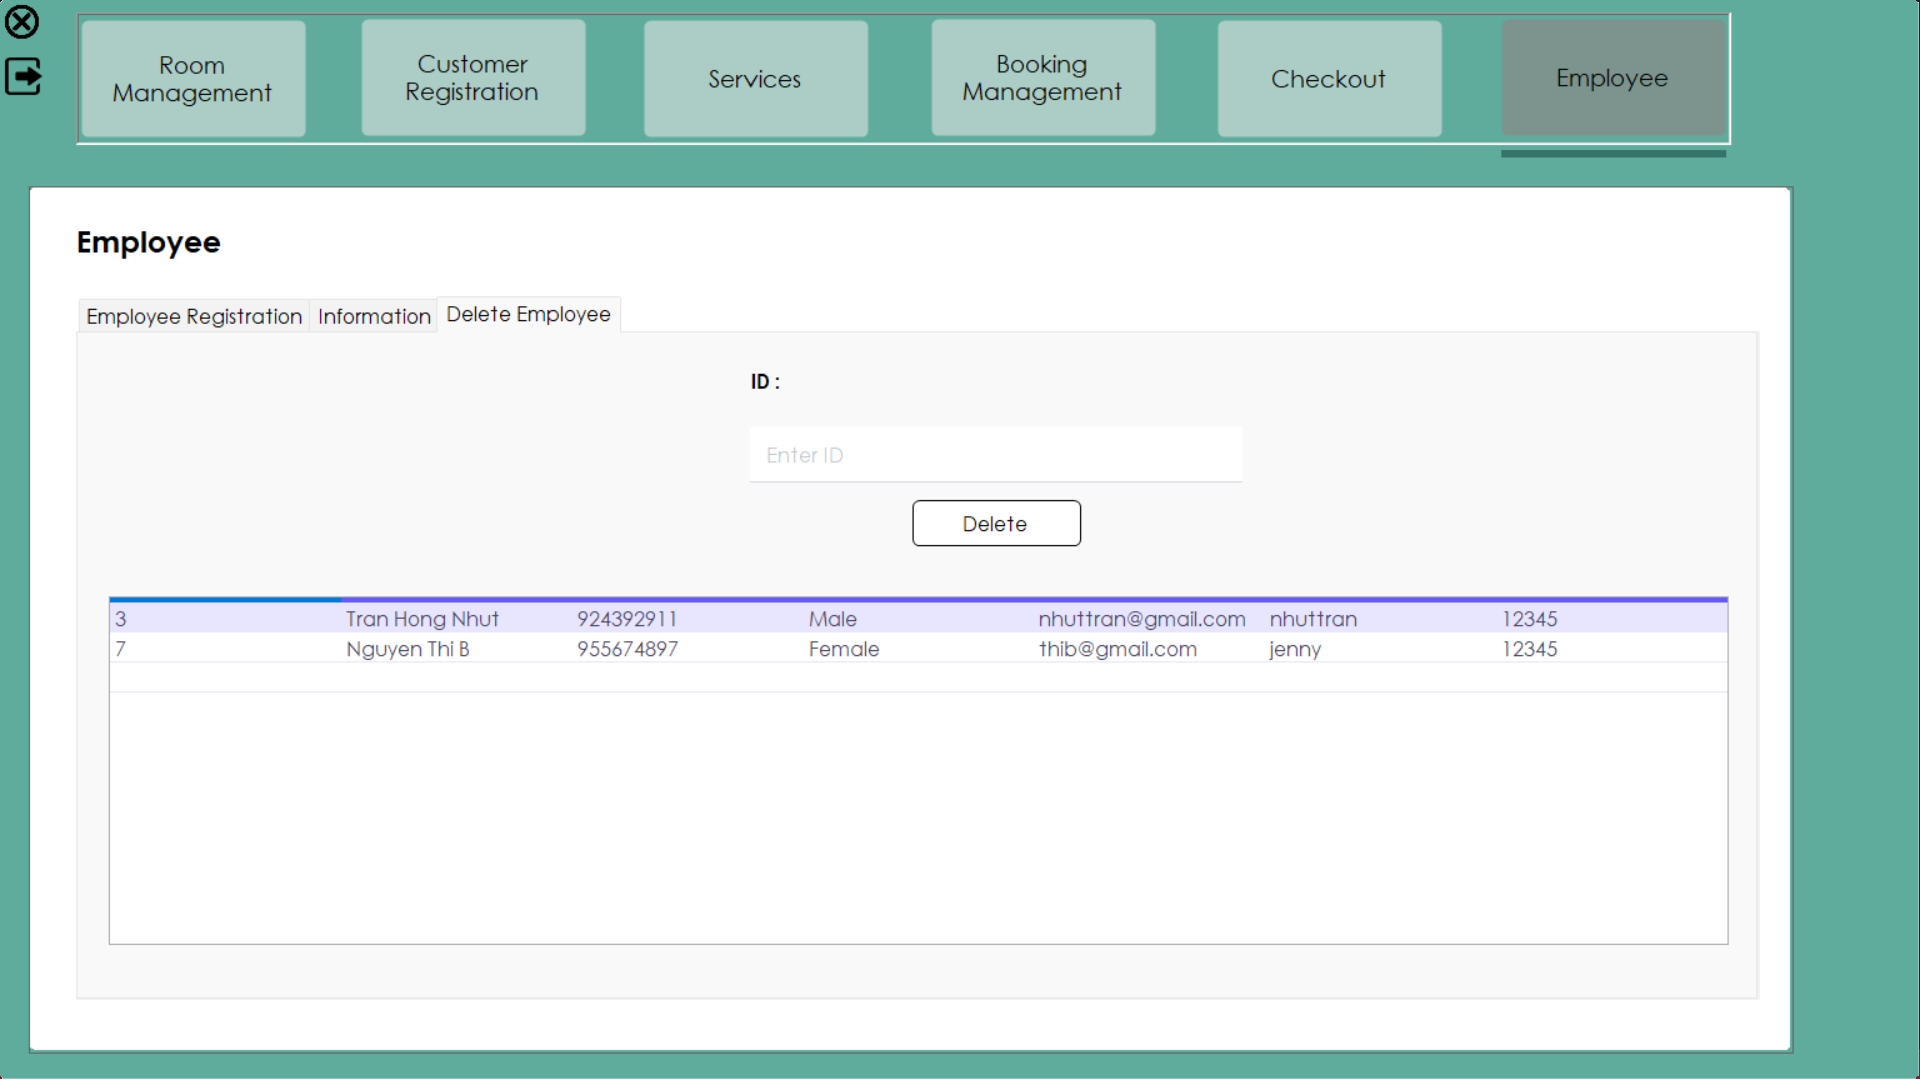 Room
Management
Customer
Registration
Services
Booking
Management
Checkout
Employee
Employee
Employee Registration
Information
Delete Employee
ID :
Enter ID
Delete
3 Tran Hong Nhut 924392911 Male nhuttran@gmail.com nhuttran 12345
7 Nguyen Thi B 955674897 Female thib@gmail.com jenny 12345